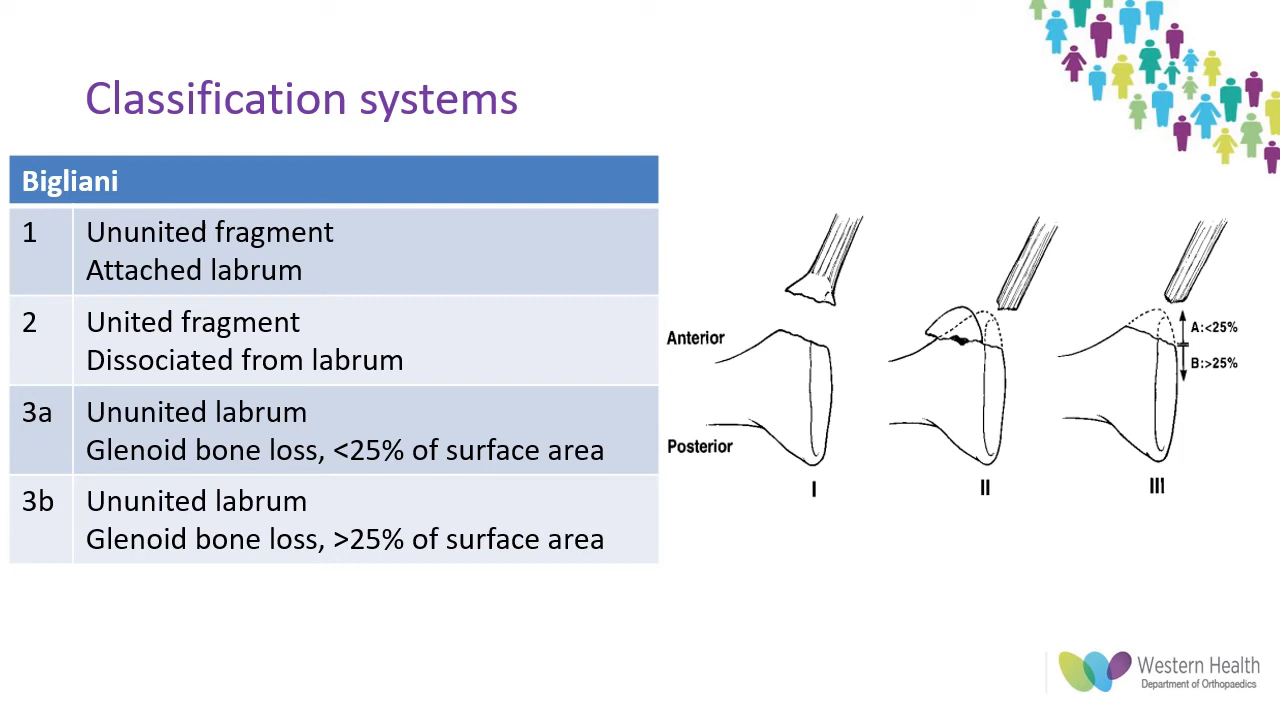 Classification systems
Bigliani
1
Ununited fragment
Attached labrum
2
United fragment
Dissociated from labrum
3a
Ununited labrum
Glenoid bone loss, <25% of surface area
3b
Ununited labrum
Glenoid bone loss, >25% of surface area
Anterior
Posterior
A:<25%
B:>25%
I
II
III
Western Health
Department of Orthopaedics